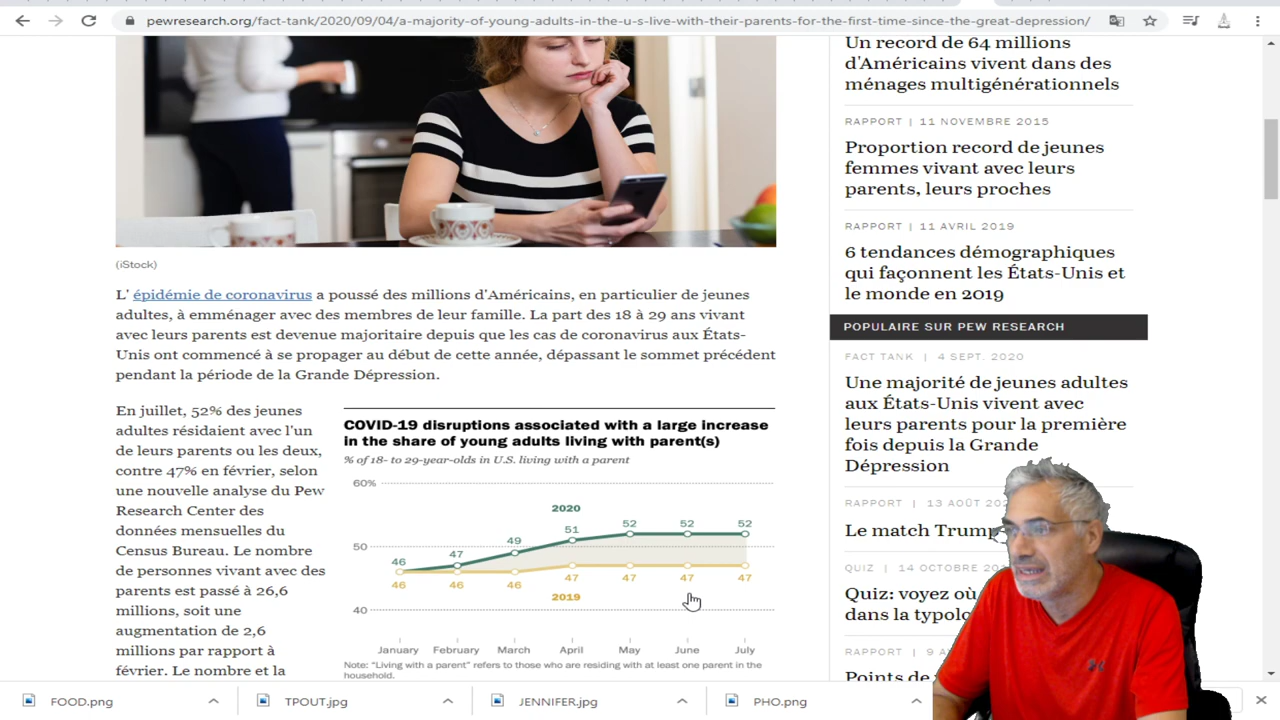 pewresearch.org/fact-tank/2020/09/04/a-majority-of-young-adults-in-the-u-s-live-with-their-parents-for-the-first-time-since-the-great-depression/
(iStock)
L' épidémie de coronavirus a poussé des millions d'Américains, en particulier de jeunes
adultes, à emménager avec des membres de leur famille. La part des 18 à 29 ans vivant
avec leurs parents est devenue majoritaire depuis que les cas de coronavirus aux États-
Unis ont commencé à se propager au début de cette année, dépassant le sommet précédent
pendant la période de la Grande Dépression.
En juillet, 52% des jeunes
adultes résidaient avec l'un
de leurs parents ou les deux,
contre 47% en février, selon
une nouvelle analyse du Pew
Research Center des
données mensuelles du
Census Bureau. Le nombre
de personnes vivant avec des
parents est passé à 26,6
millions, soit une
augmentation de 2,6
millions par rapport à
février. Le nombre et la
COVID-19 disruptions associated with a large increase
in the share of young adults living with parent(s)
% of 18- to 29-year-olds in U.S. living with a parent
60%
2020
46 47 49 51 52 52 52
50
46 46 46 47 47 47 47
2019
40
January February March April May June July
Note: "Living with a parent" refers to those who are residing with at least one parent in the
household.
Un record de 64 millions
d'Américains vivent dans des
ménages multigénérationnels
RAPPORT | 11 NOVEMBRE 2015
Proportion record de jeunes
femmes vivant avec leurs
parents, leurs proches
RAPPORT | 11 AVRIL 2019
6 tendances démographiques
qui façonnent les États-Unis et
le monde en 2019
POPULAIRE SUR PEW RESEARCH
FACT TANK | 4 SEPT. 2020
Une majorité de jeunes adultes
aux États-Unis vivent avec
leurs parents pour la première
fois depuis la Grande
Dépression
RAPPORT | 13 AOÛT
Le match Trump
QUIZ | 14 OCTOBRE
Quiz: voyez où
dans la typolo
RAPPORT | 9
Points de
FOOD.png
TPOUT.jpg
JENNIFER.jpg
PHO.png